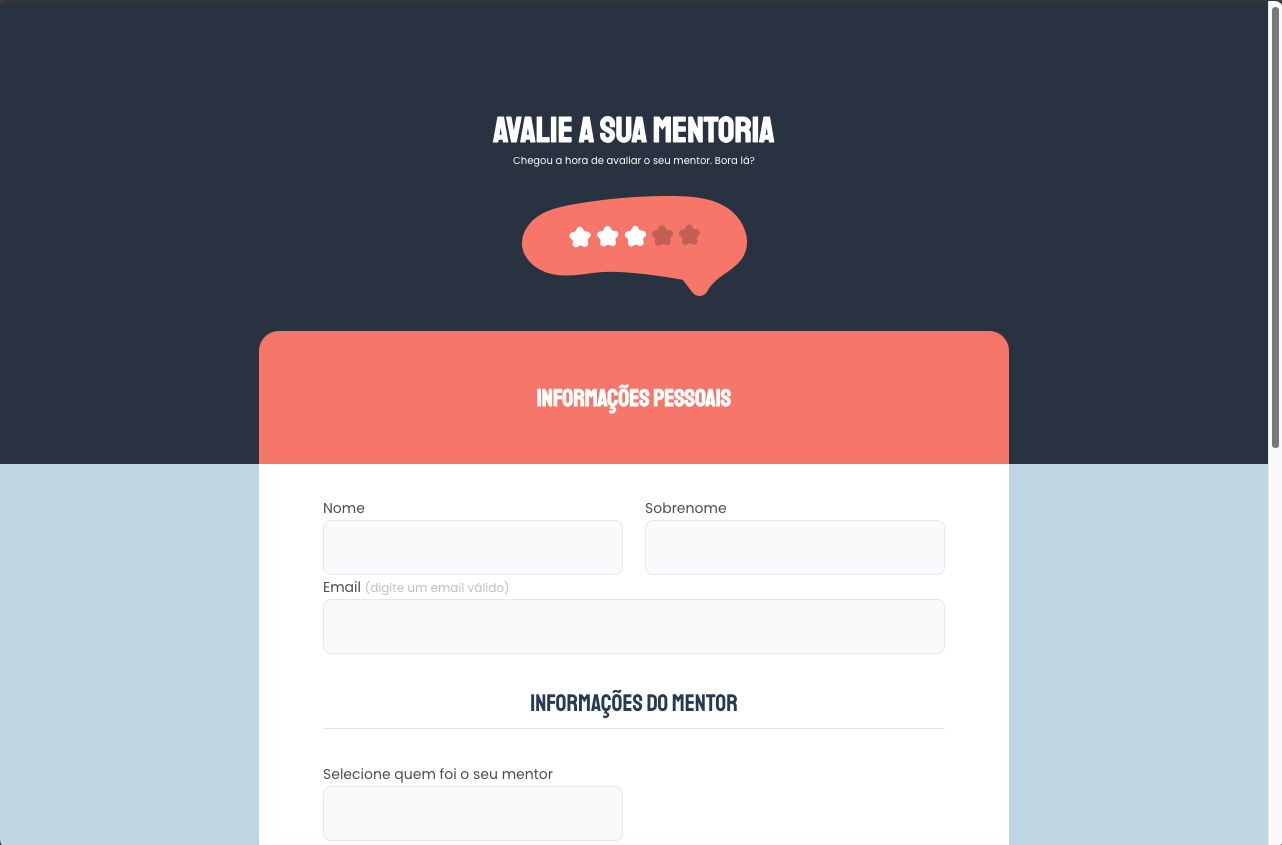 AVALIE A SUA MENTORIA
Chegou a hora de avaliar o seu mentor. Bora lá?
INFORMAÇÕES PESSOAIS
Nome
Sobrenome
Email (digite um email válido)
INFORMAÇÕES DO MENTOR
Selecione quem foi o seu mentor